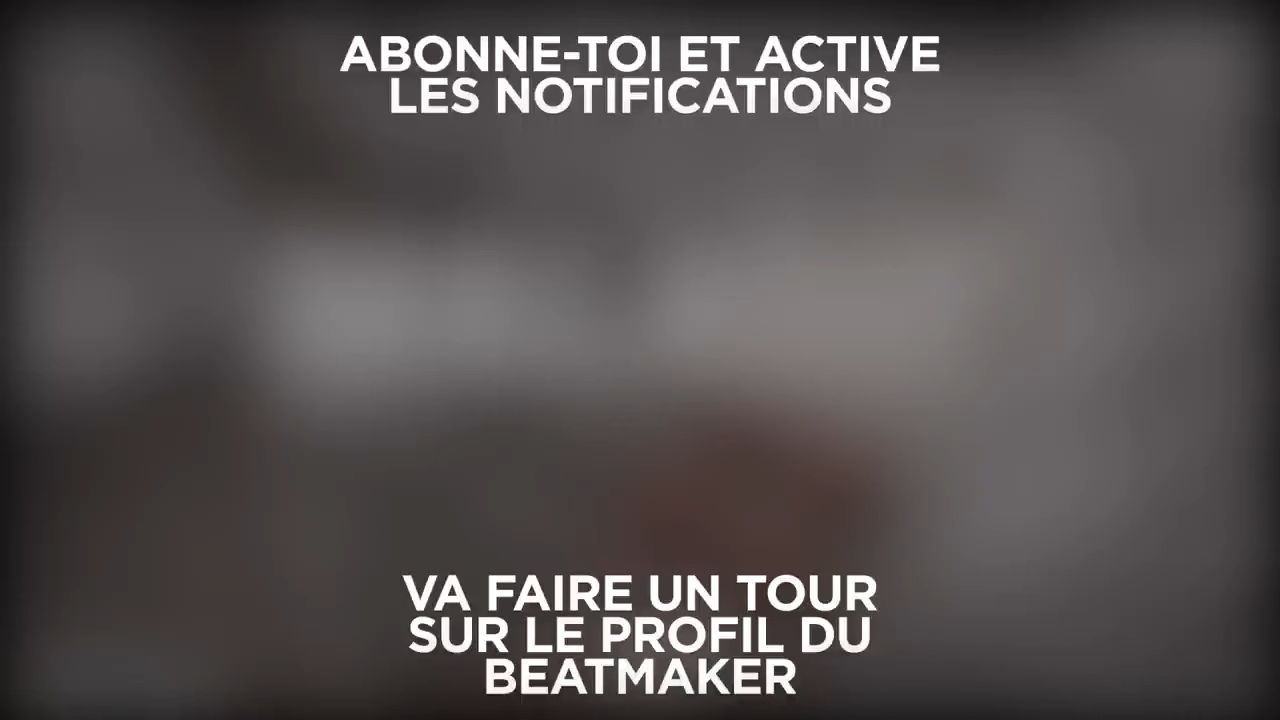 ABONNE-TOI ET ACTIVE
LES NOTIFICATIONS
VA FAIRE UN TOUR
SUR LE PROFIL DU
BEATMAKER